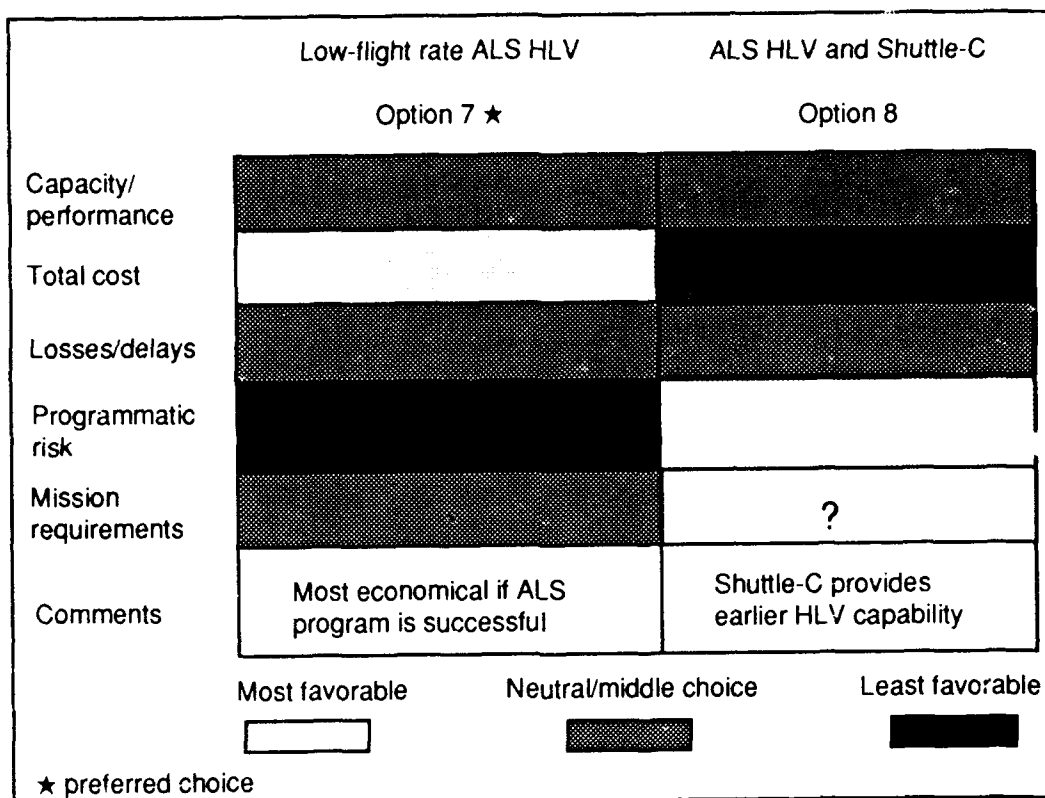 Low-flight rate ALS HLV
ALS HLV and Shuttle-C
Option 7 ★
Option 8
Capacity/
performance
Total cost
Losses/delays
Programmatic
risk
Mission
requirements
?
Comments
Most economical if ALS
program is successful
Shuttle-C provides
earlier HLV capability
Most favorable
Neutral/middle choice
Least favorable
★ preferred choice